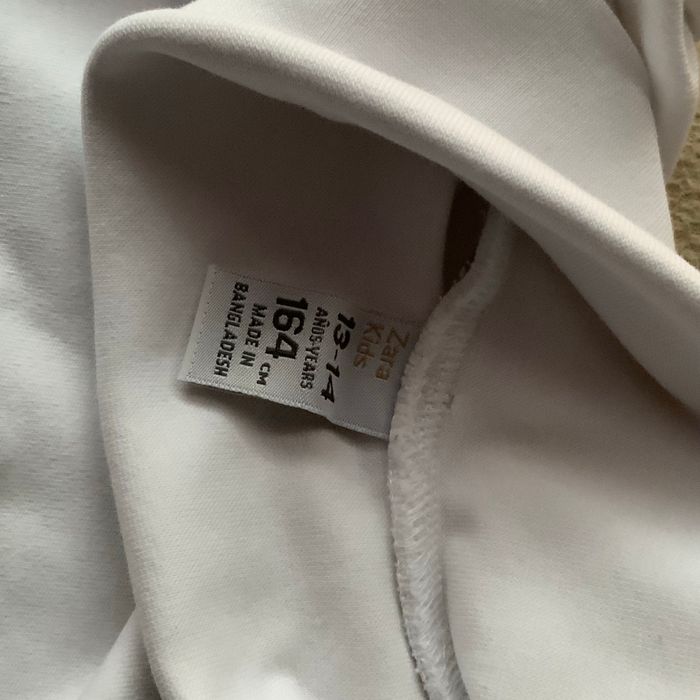 Zara
Kids
13-14
AÑOS-YEARS
164 CM
MADE IN
BANGLADESH